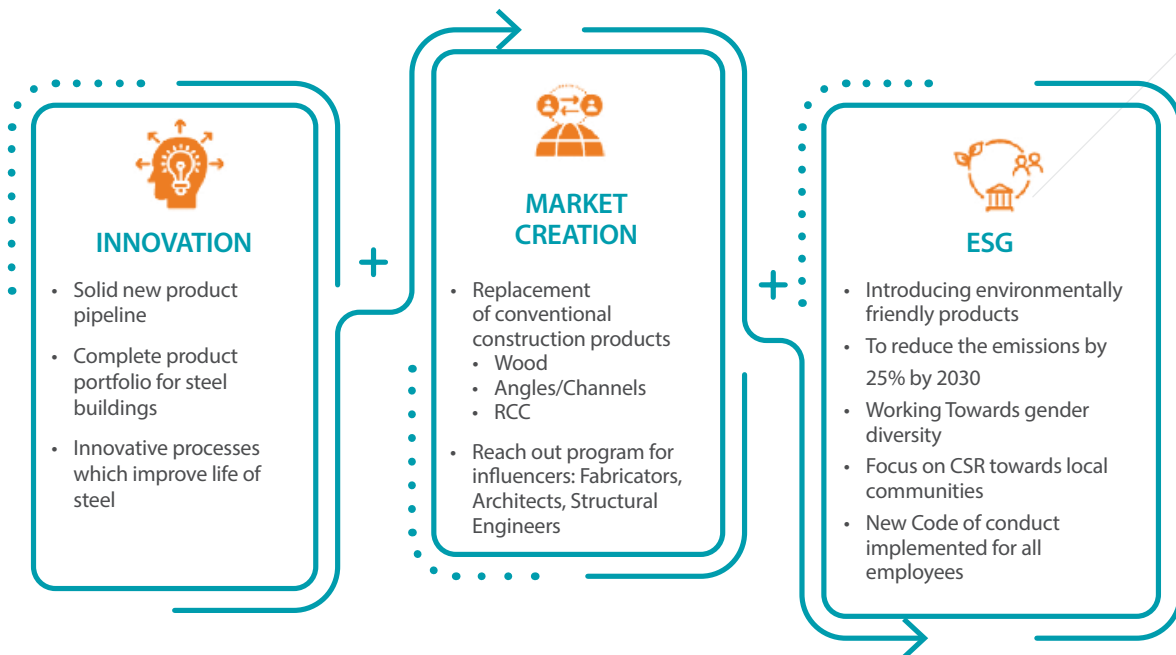 INNOVATION
• Solid new product
pipeline
• Complete product
portfolio for steel
buildings
• Innovative processes
which improve life of
steel
+
MARKET
CREATION
• Replacement
of conventional
construction products
• Wood
• Angles/Channels
• RCC
• Reach out program for
influencers: Fabricators,
Architects, Structural
Engineers
+
ESG
• Introducing environmentally
friendly products
• To reduce the emissions by
25% by 2030
• Working Towards gender
diversity
• Focus on CSR towards local
communities
• New Code of conduct
implemented for all
employees